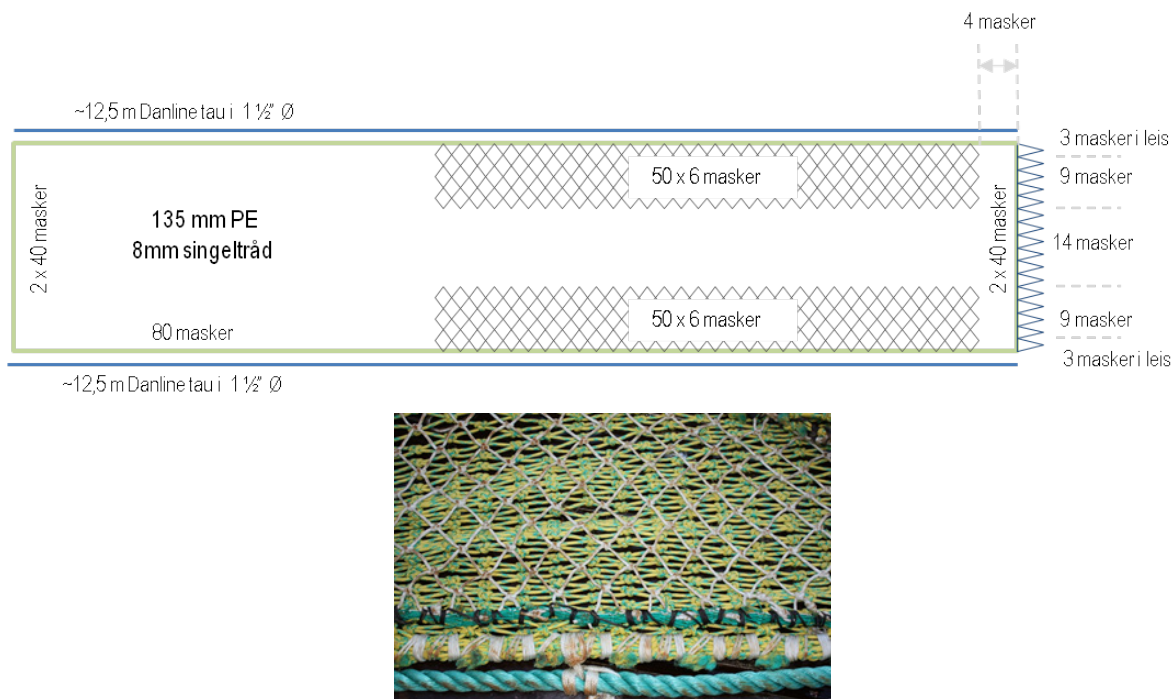 4 masker
~12,5 m Danline tau i 1 ½" Ø
3 masker i leis
50 x 6 masker
9 masker
2 x 40 masker
135 mm PE
8mm singeltråd
2 x 40 masker
14 masker
50 x 6 masker
9 masker
80 masker
3 masker i leis
~12,5 m Danline tau i 1 ½" Ø